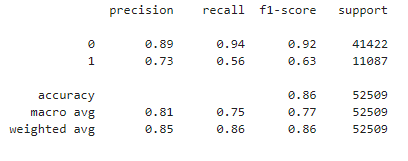 precision recall f1-score support
0 0.89 0.94 0.92 41422
1 0.73 0.56 0.63 11087
accuracy 0.86 52509
macro avg 0.81 0.75 0.77 52509
weighted avg 0.85 0.86 0.86 52509